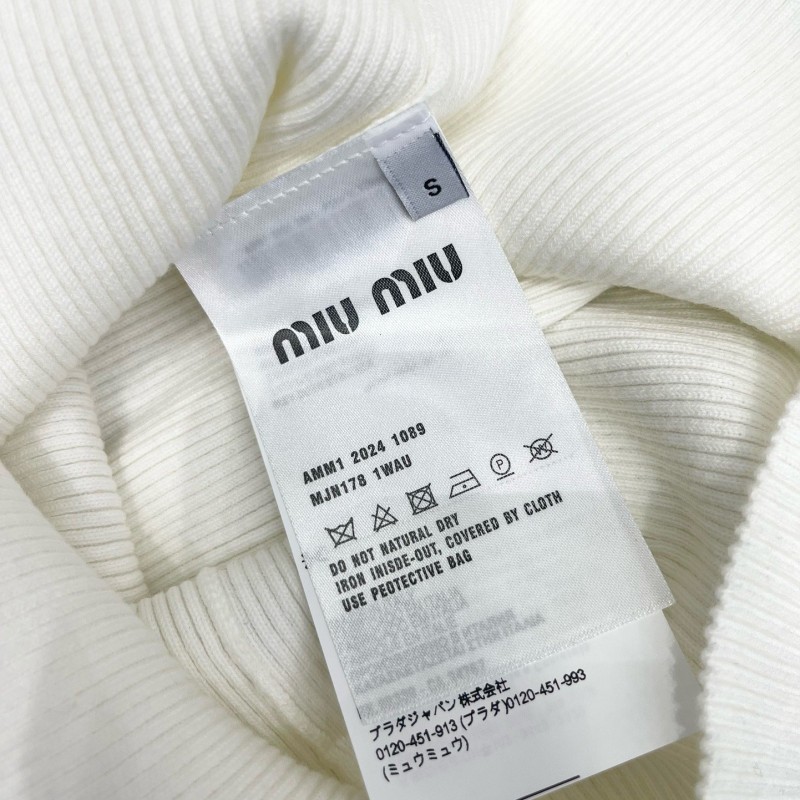 S
MIU MIU
AMM1 2024 1089
MJN178 1WAU
P
DO NOT NATURAL DRY
IRON INISDE-OUT, COVERED BY CLOTH
USE PEOTECTIVE BAG
プラダジャパン株式会社
0120-451-913 (プラダ)0120-451-993
(ミュウミュウ)